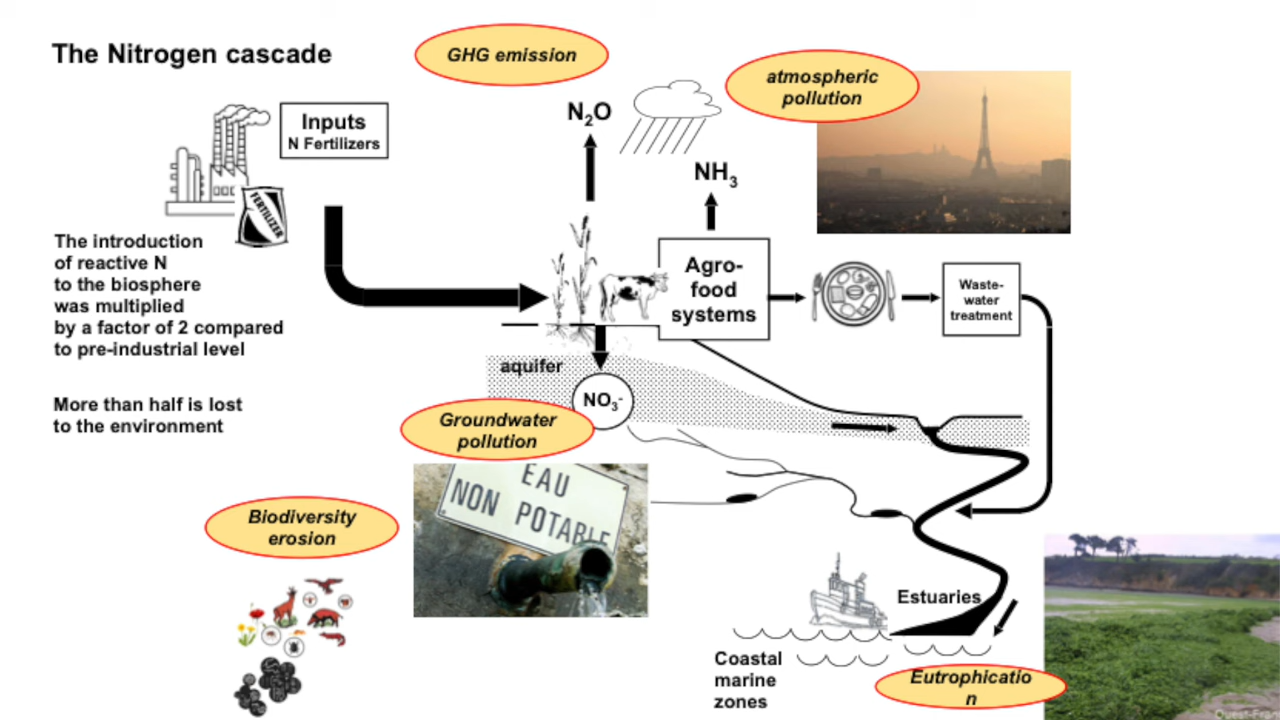 The Nitrogen cascade
GHG emission
atmospheric
pollution
Inputs
N Fertilizers
FERTILIZER
N₂O
NH₃
The introduction
of reactive N
to the biosphere
was multiplied
by a factor of 2 compared
to pre-industrial level
More than half is lost
to the environment
Agro-
food
systems
Waste-
water
treatment
aquifer
NO₃⁻
Groundwater
pollution
EAU
NON POTABLE
Biodiversity
erosion
Estuaries
Coastal
marine
zones
Eutrophicatio
n
Ouest-France